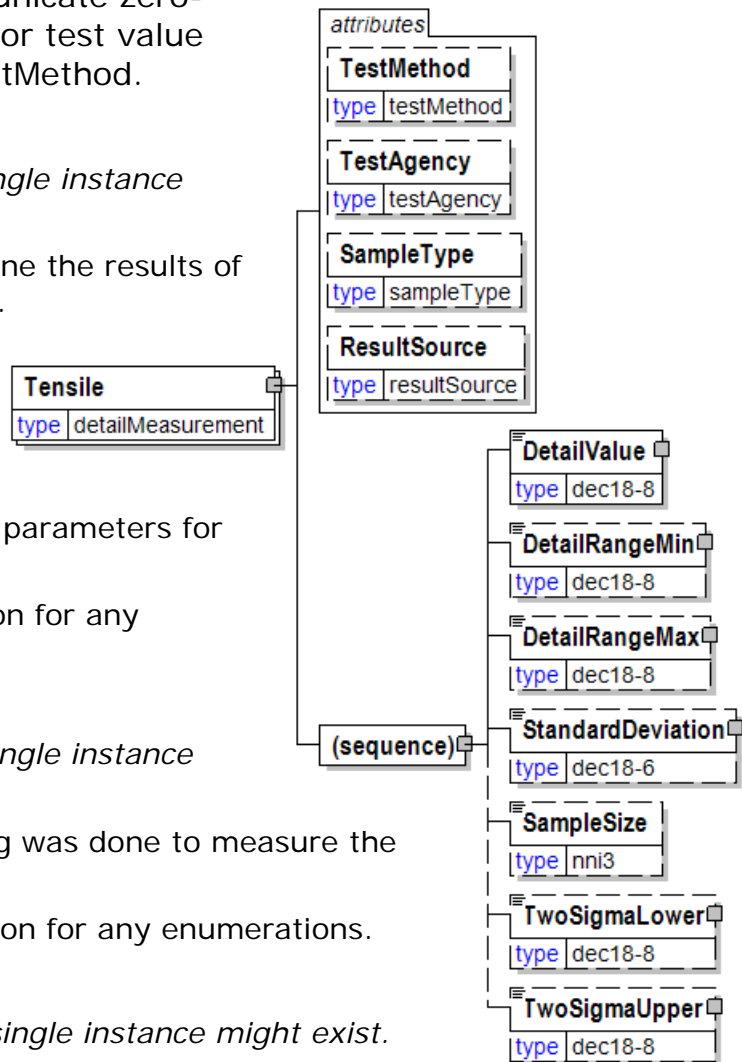 unicate zero-
or test value
tMethod.
ngle instance
ne the results of
.
parameters for
on for any
ngle instance
g was done to measure the
on for any enumerations.
single instance might exist.
Tensile
type detailMeasurement
attributes
TestMethod
type testMethod
TestAgency
type testAgency
SampleType
type sampleType
ResultSource
type resultSource
(sequence)
DetailValue
type dec18-8
DetailRangeMin
type dec18-8
DetailRangeMax
type dec18-8
StandardDeviation
type dec18-6
SampleSize
type nni3
TwoSigmaLower
type dec18-8
TwoSigmaUpper
type dec18-8